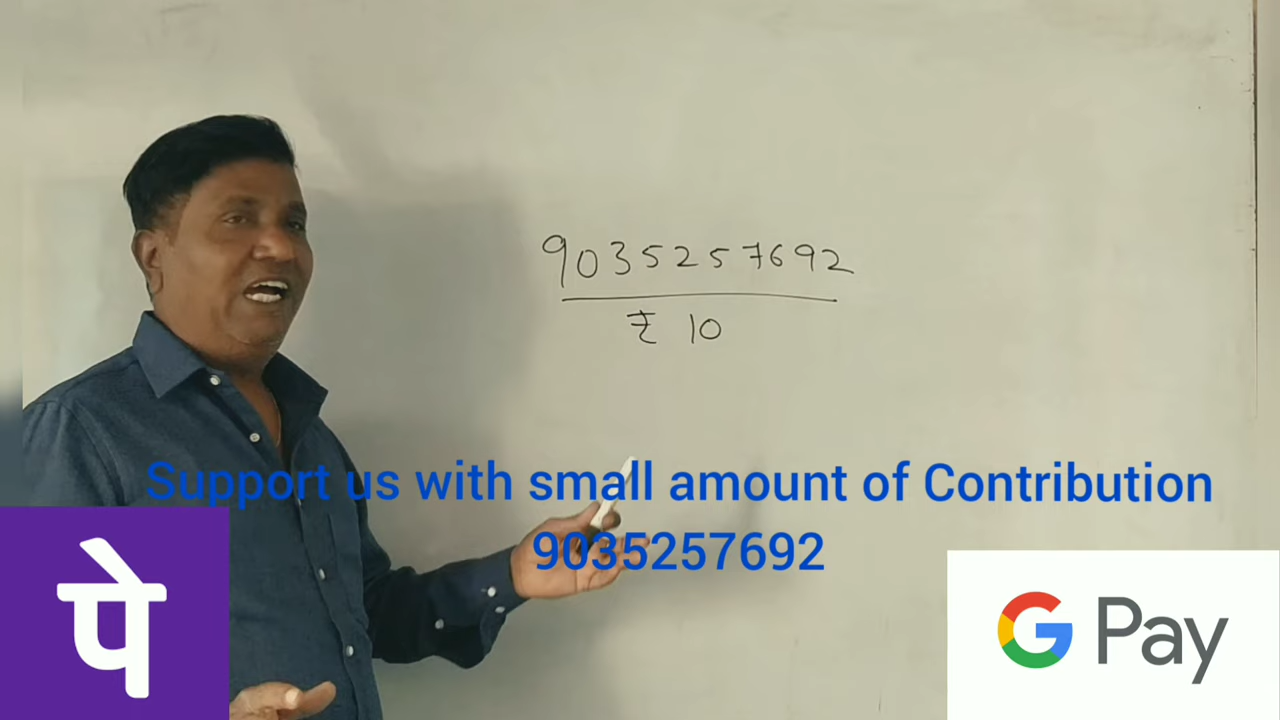 9035257692
₹ 10
Support us with small amount of Contribution
9035257692
पे
G Pay